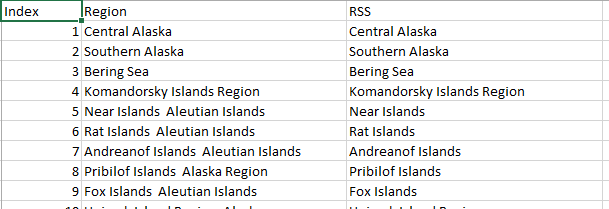 Index Region RSS
1 Central Alaska Central Alaska
2 Southern Alaska Southern Alaska
3 Bering Sea Bering Sea
4 Komandorsky Islands Region Komandorsky Islands Region
5 Near Islands  Aleutian Islands Near Islands
6 Rat Islands  Aleutian Islands Rat Islands
7 Andreanof Islands  Aleutian Islands Andreanof Islands
8 Pribilof Islands  Alaska Region Pribilof Islands
9 Fox Islands  Aleutian Islands Fox Islands